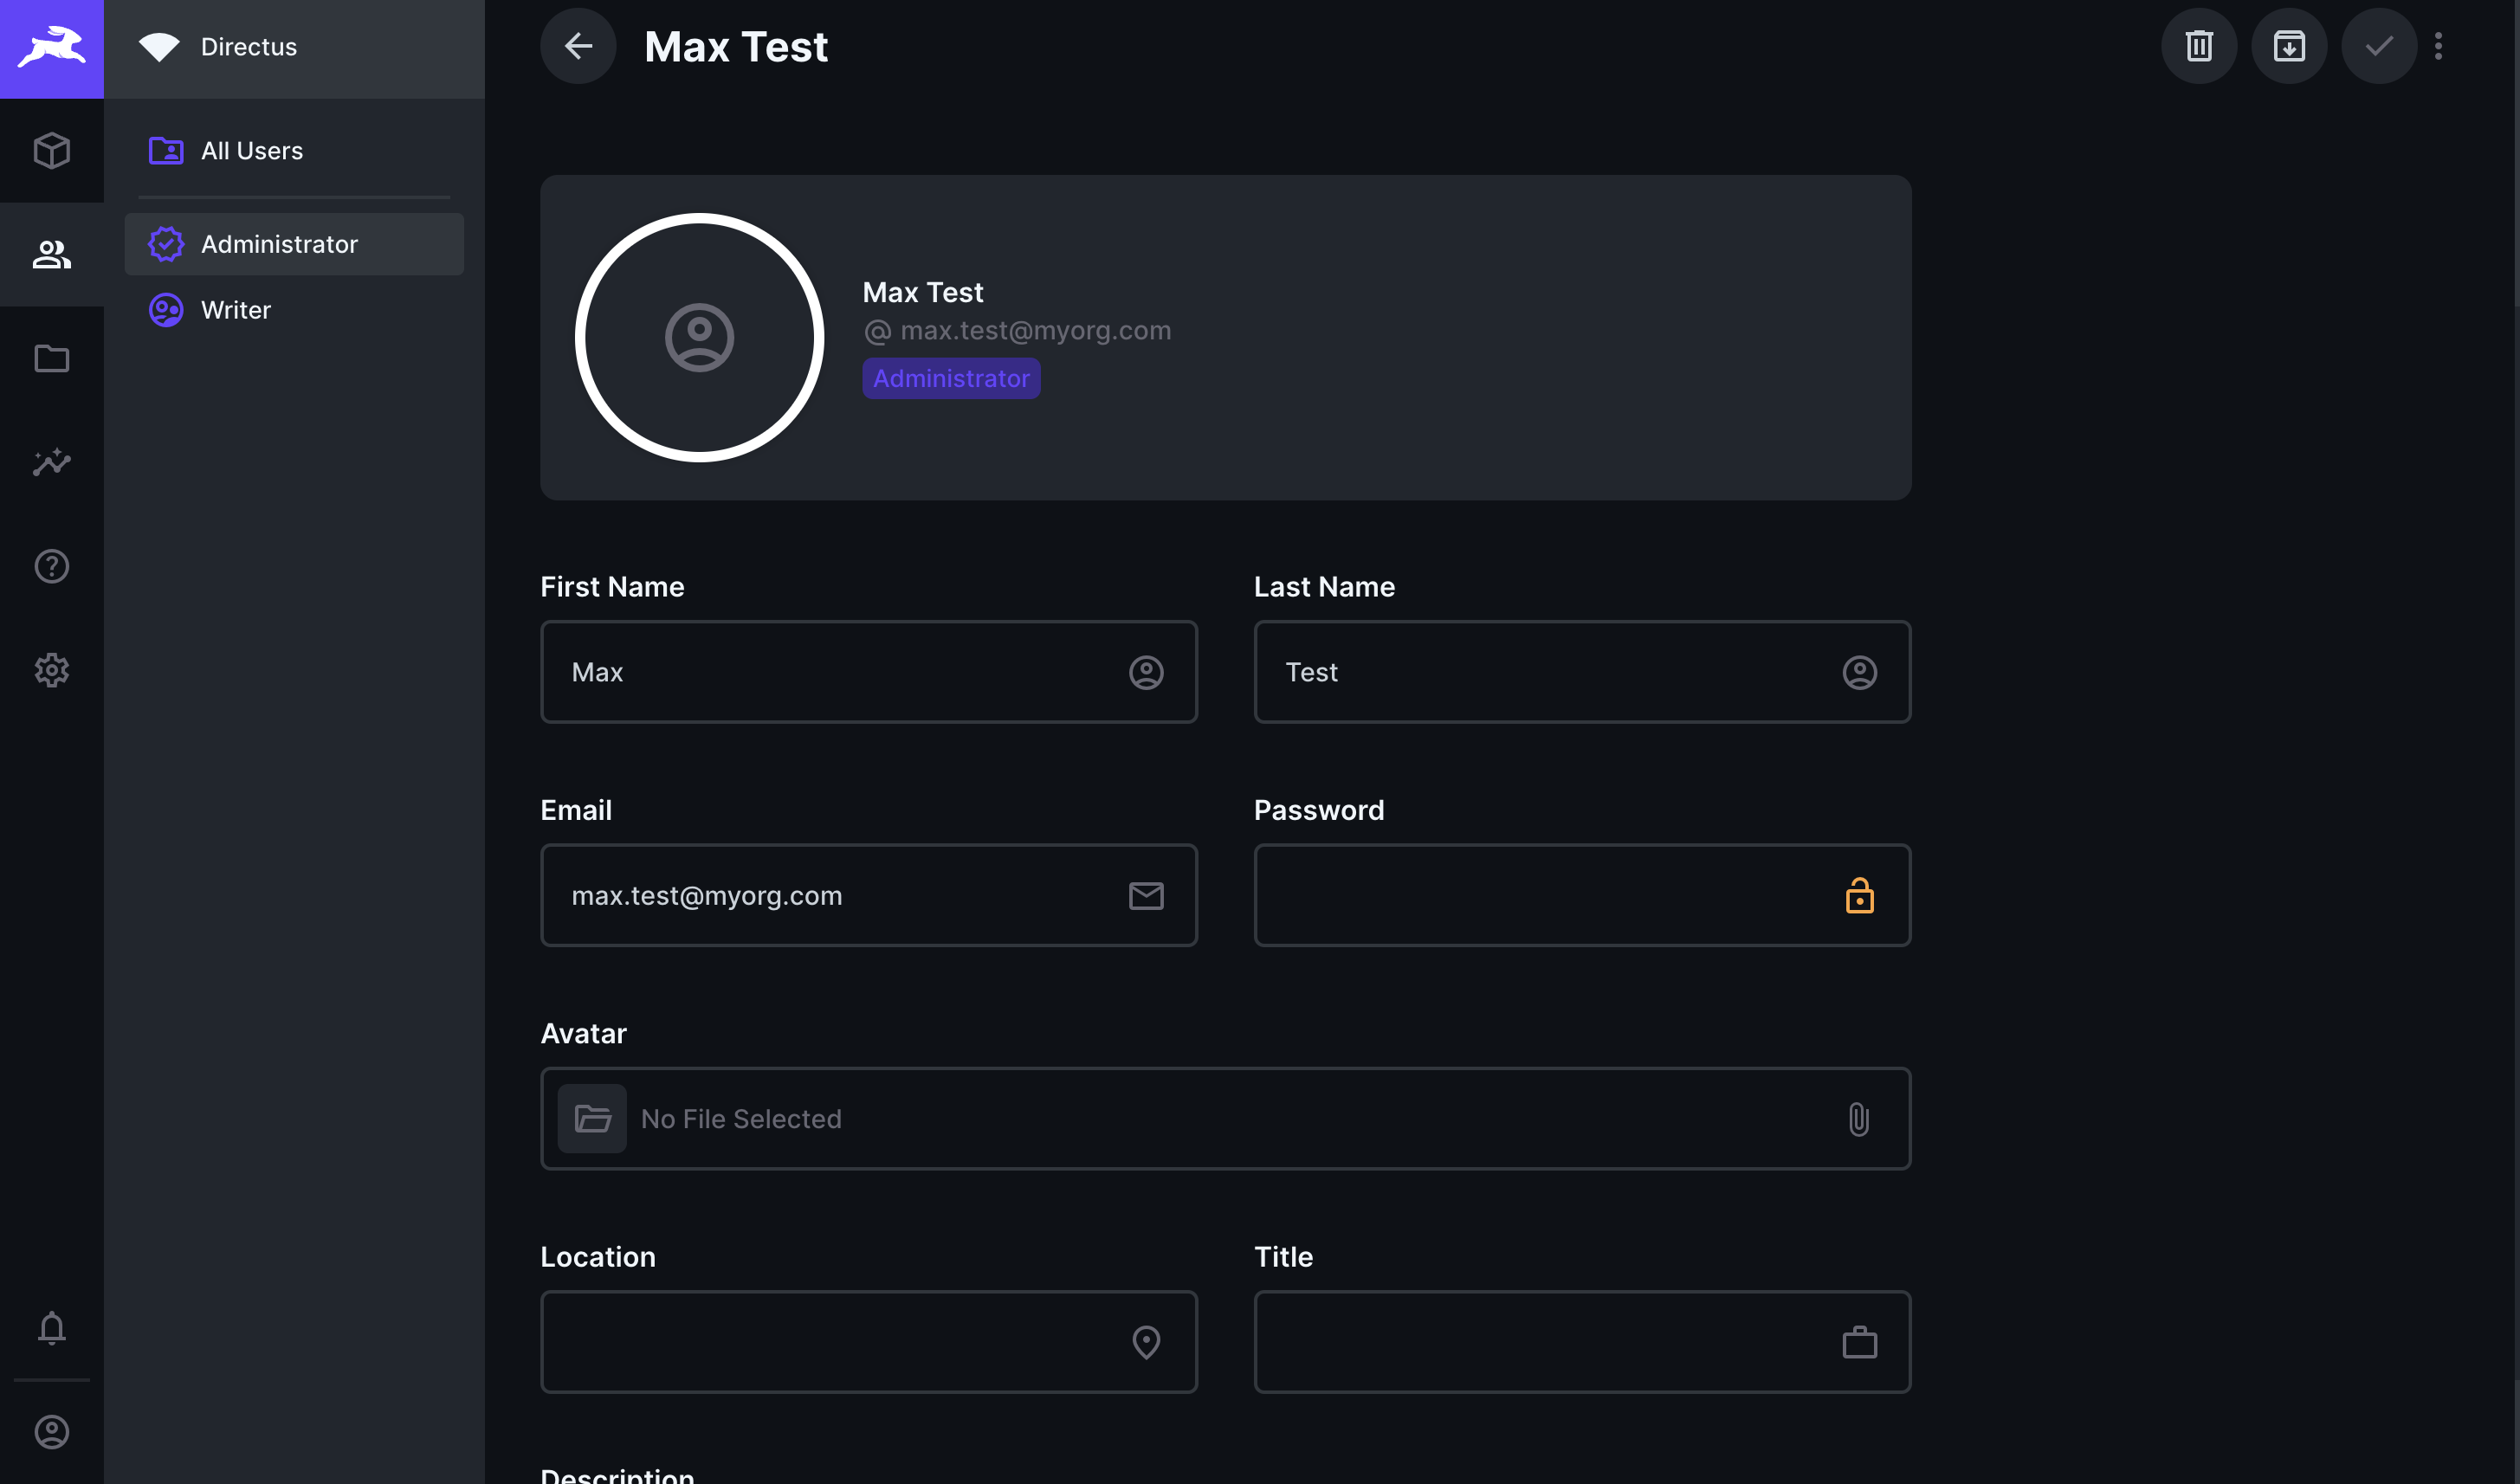 Directus
All Users
Administrator
Writer
Max Test
Max Test
max.test@myorg.com
Administrator
First Name
Last Name
Max
Test
Email
Password
max.test@myorg.com
Avatar
No File Selected
Location
Title
Description